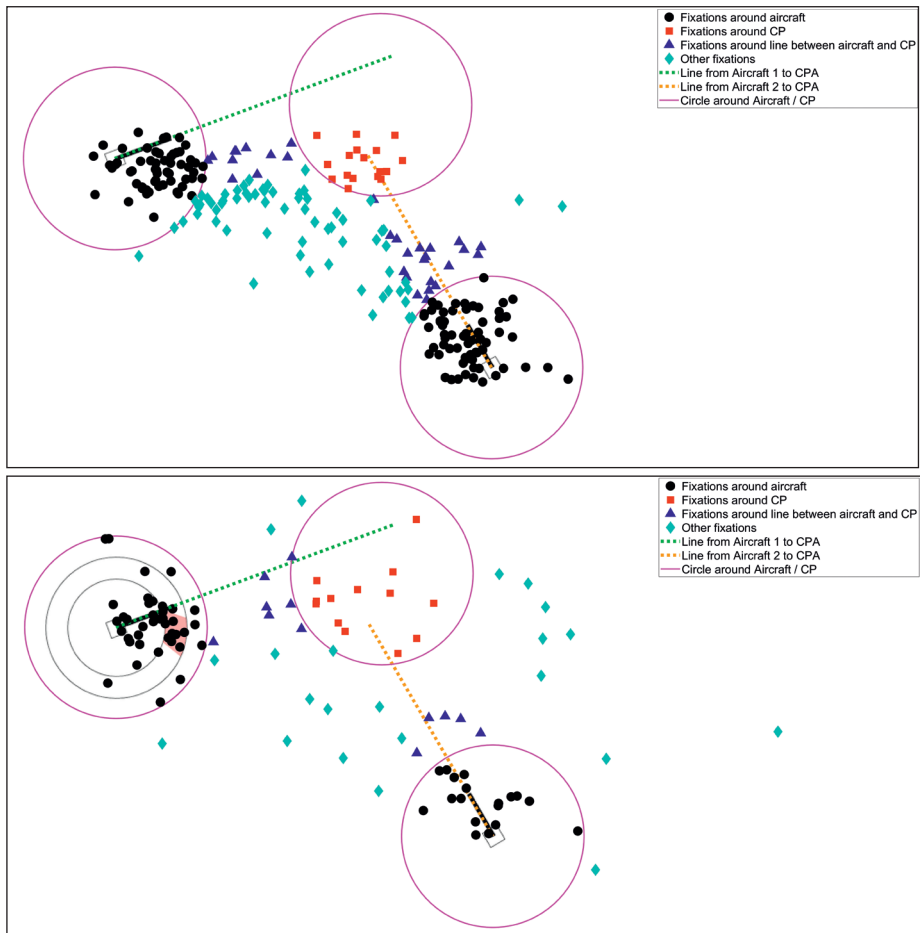 Fixations around aircraft
Fixations around CP
Fixations around line between aircraft and CP
Other fixations
Line from Aircraft 1 to CPA
Line from Aircraft 2 to CPA
Circle around Aircraft / CP
Fixations around aircraft
Fixations around CP
Fixations around line between aircraft and CP
Other fixations
Line from Aircraft 1 to CPA
Line from Aircraft 2 to CPA
Circle around Aircraft / CP